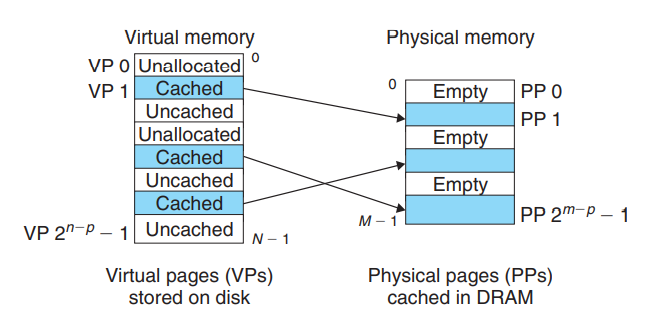 Virtual memory
Physical memory
VP 0 Unallocated 0
VP 1 Cached
Uncached
Unallocated
Cached
Uncached
Cached
VP 2ⁿ⁻ᵖ – 1 Uncached N – 1
0 Empty PP 0
PP 1
Empty
Empty
M – 1 PP 2ᵐ⁻ᵖ – 1
Virtual pages (VPs)
stored on disk
Physical pages (PPs)
cached in DRAM